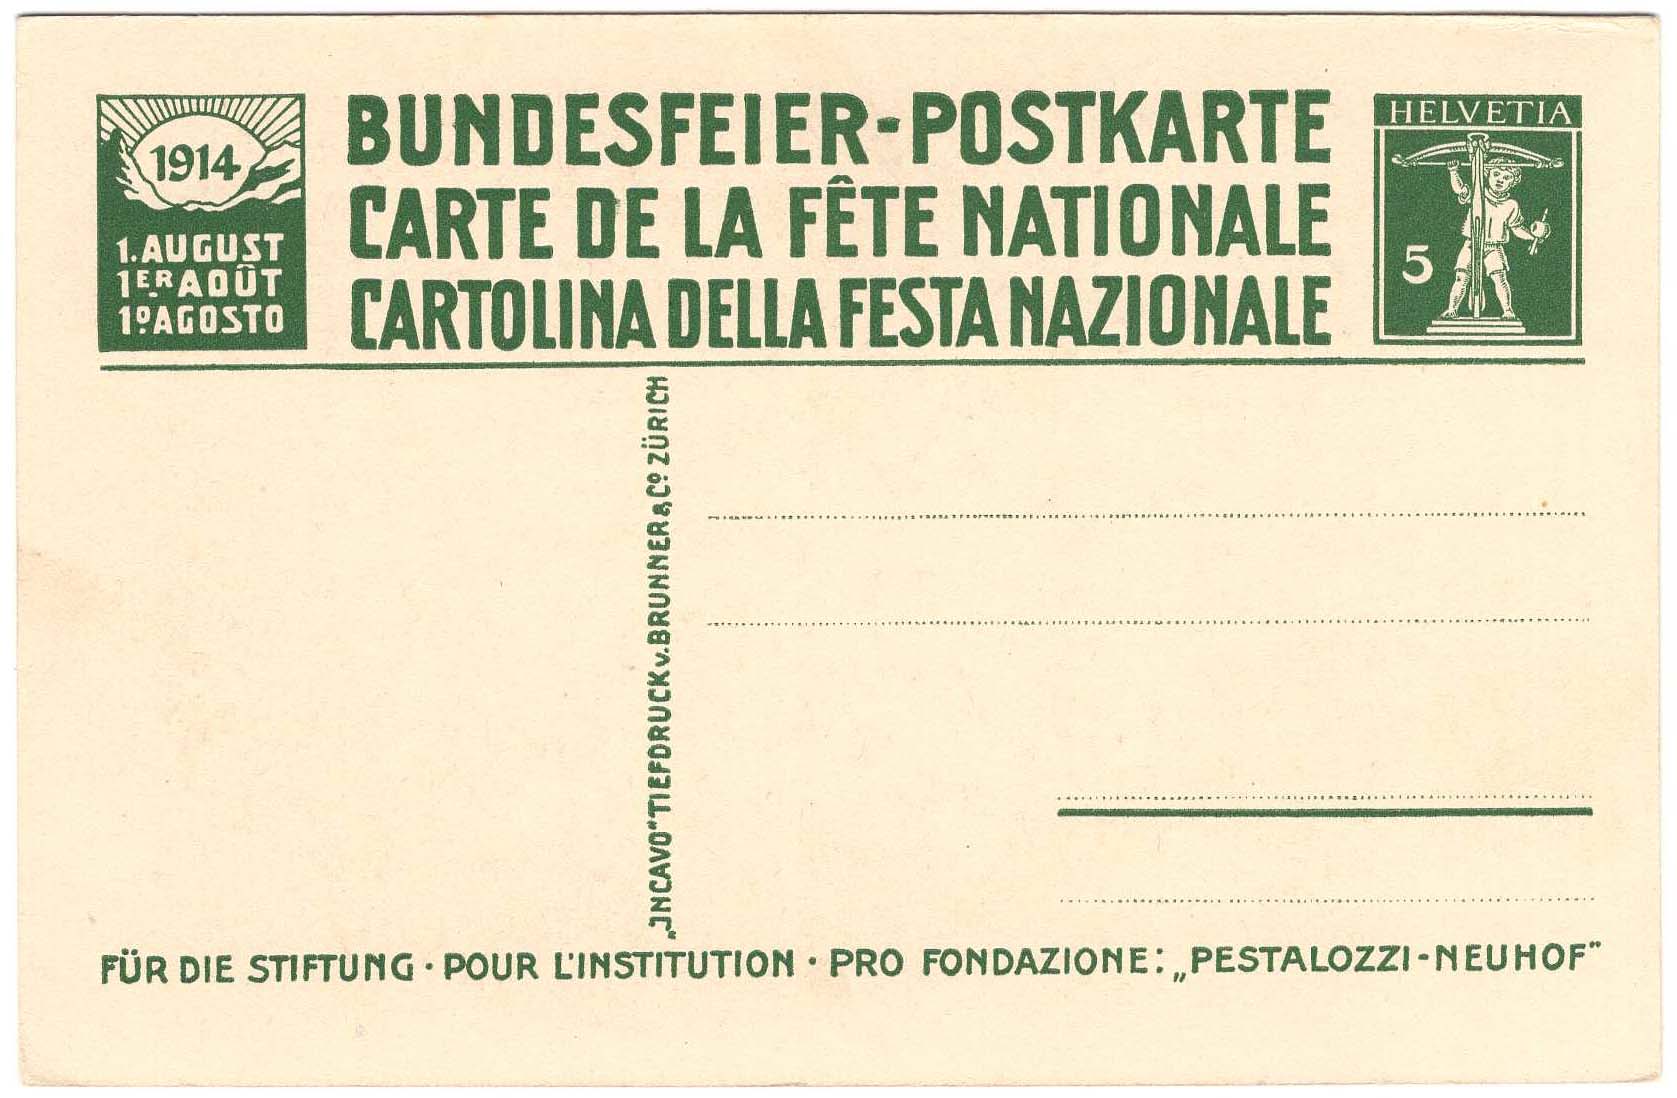 1914
1. AUGUST
1ER AOÛT
1º AGOSTO
BUNDESFEIER-POSTKARTE
CARTE DE LA FÊTE NATIONALE
CARTOLINA DELLA FESTA NAZIONALE
HELVETIA
5
„INCAVO“ TIEFDRUCK v. BRUNNER & Cº ZÜRICH
FÜR DIE STIFTUNG · POUR L'INSTITUTION · PRO FONDAZIONE: „PESTALOZZI-NEUHOF”